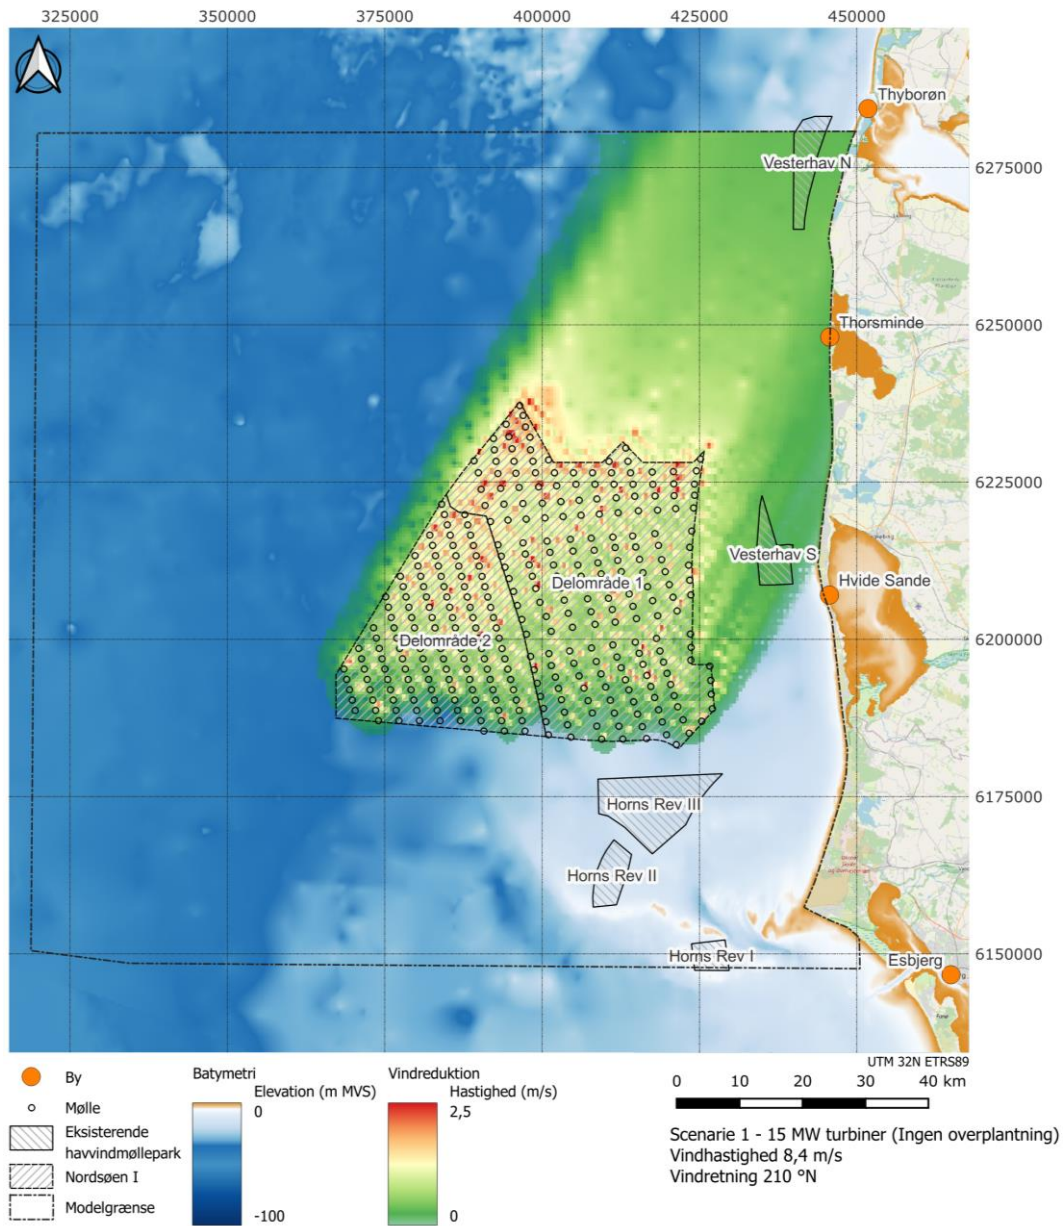 325000 350000 375000 400000 425000 450000
Thyborøn
Vesterhav N
6275000
Thorsminde
6250000
6225000
Vesterhav S
Delområde 1
Hvide Sande
Delområde 2
6200000
6175000
Horns Rev III
Horns Rev II
Horns Rev I
Esbjerg
6150000
UTM 32N ETRS89
By
Mølle
Eksisterende
havvindmøllepark
Nordsøen I
Modelgrænse
Batymetri
Elevation (m MVS)
0
-100
Vindreduktion
Hastighed (m/s)
2,5
0
0 10 20 30 40 km
Scenarie 1 - 15 MW turbiner (Ingen overplantning)
Vindhastighed 8,4 m/s
Vindretning 210 °N